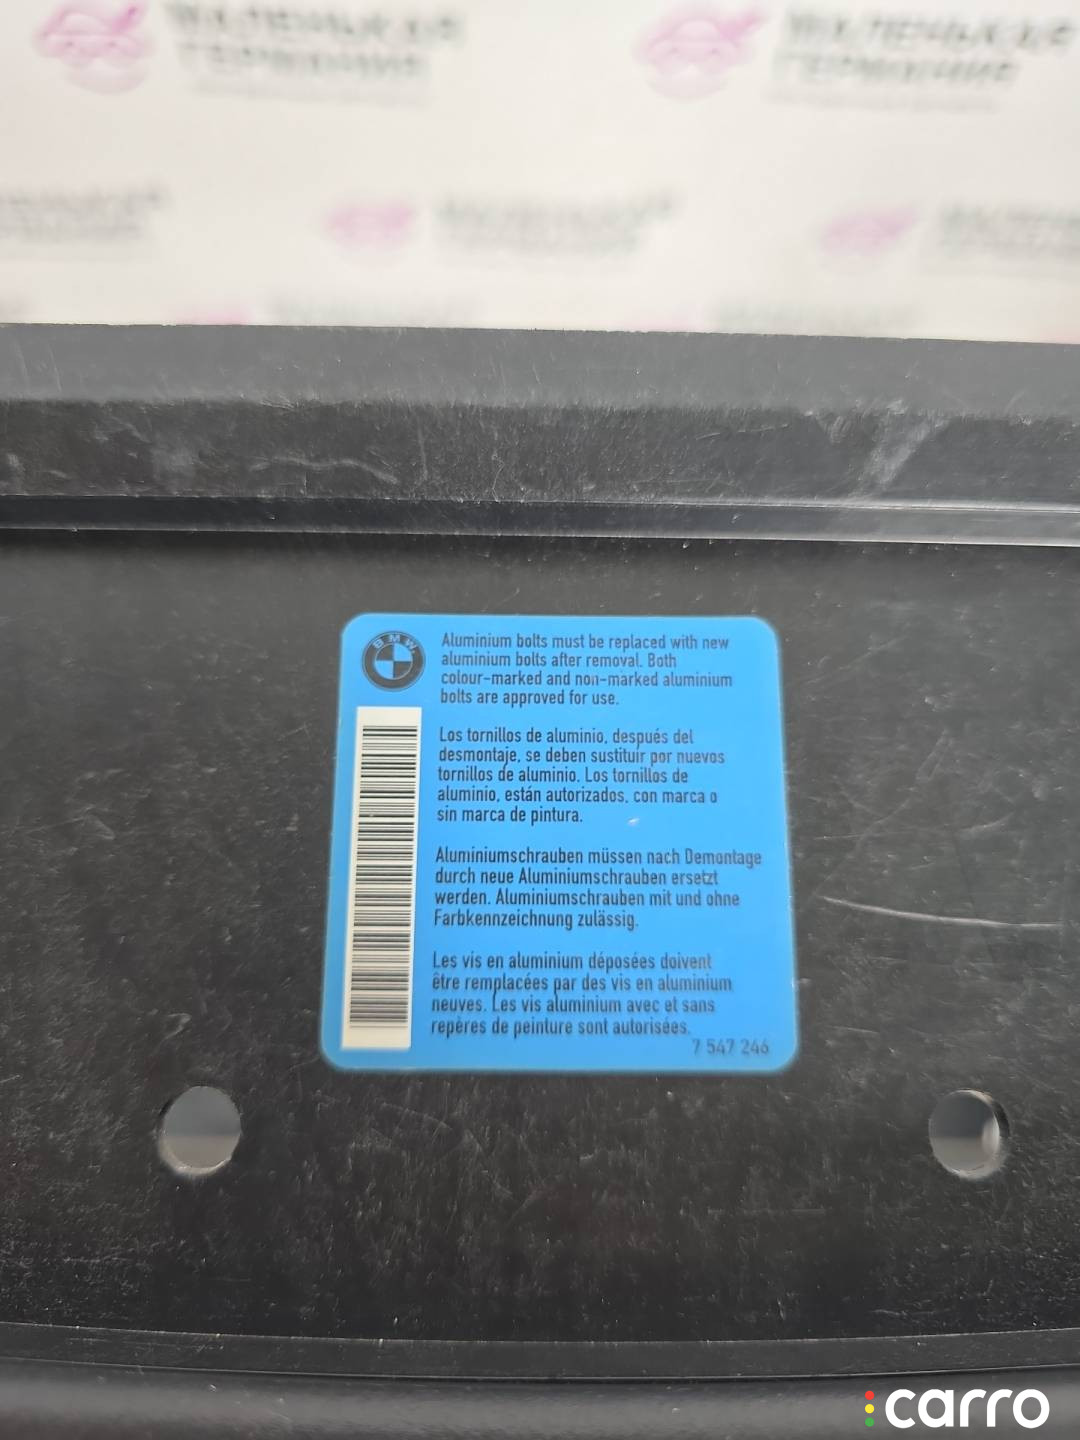 МАЛЕНЬКАЯ
ГЕРМАНИЯ
МАЛЕНЬКАЯ
ГЕРМАНИЯ
BMW
Aluminium bolts must be replaced with new
aluminium bolts after removal. Both
colour-marked and non-marked aluminium
bolts are approved for use.
Los tornillos de aluminio, después del
desmontaje, se deben sustituir por nuevos
tornillos de aluminio. Los tornillos de
aluminio, están autorizados, con marca o
sin marca de pintura.
Aluminiumschrauben müssen nach Demontage
durch neue Aluminiumschrauben ersetzt
werden. Aluminiumschrauben mit und ohne
Farbkennzeichnung zulässig.
Les vis en aluminium déposées doivent
être remplacées par des vis en aluminium
neuves. Les vis aluminium avec et sans
repères de peinture sont autorisées.
7 547 246
carro